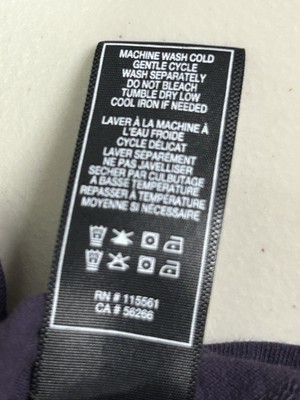 MACHINE WASH COLD
GENTLE CYCLE
WASH SEPARATELY
DO NOT BLEACH
TUMBLE DRY LOW
COOL IRON IF NEEDED
LAVER À LA MACHINE À
L'EAU FROIDE
CYCLE DÉLICAT
LAVER SÉPARÉMENT
NE PAS JAVELLISER
SECHER PAR CULBUTAGE
A BASSE TEMPÉRATURE
REPASSER À TEMPÉRATURE
MOYENNE SI NÉCESSAIRE
RN # 115561
CA # 56266